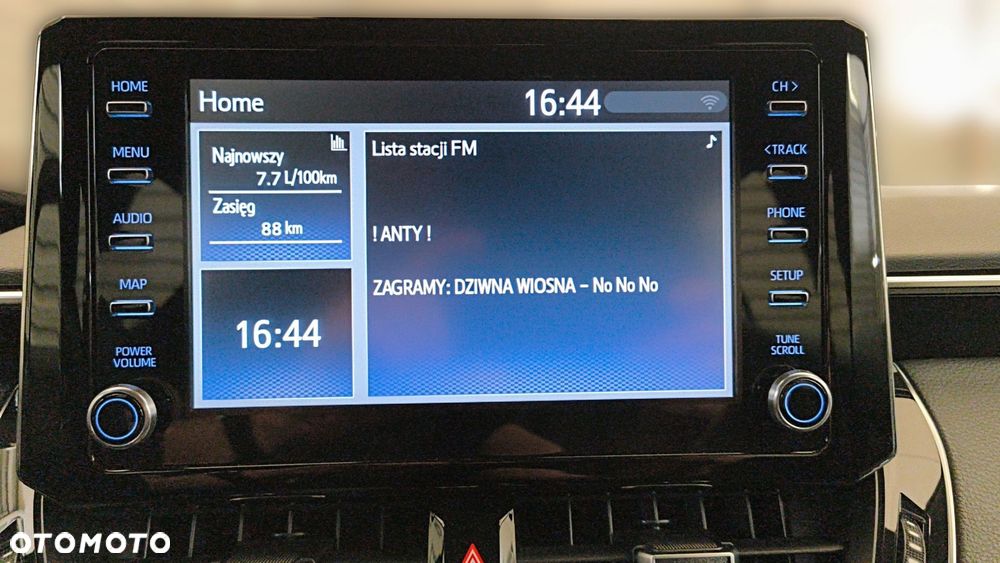 HOME
MENU
AUDIO
MAP
POWER
VOLUME
Home
16:44
Najnowszy
7.7 L/100km
Zasięg
88 km
16:44
Lista stacji FM
! ANTY !
ZAGRAMY: DZIWNA WIOSNA – No No No
CH >
<TRACK
PHONE
SETUP
TUNE
SCROLL
OTOMOTO